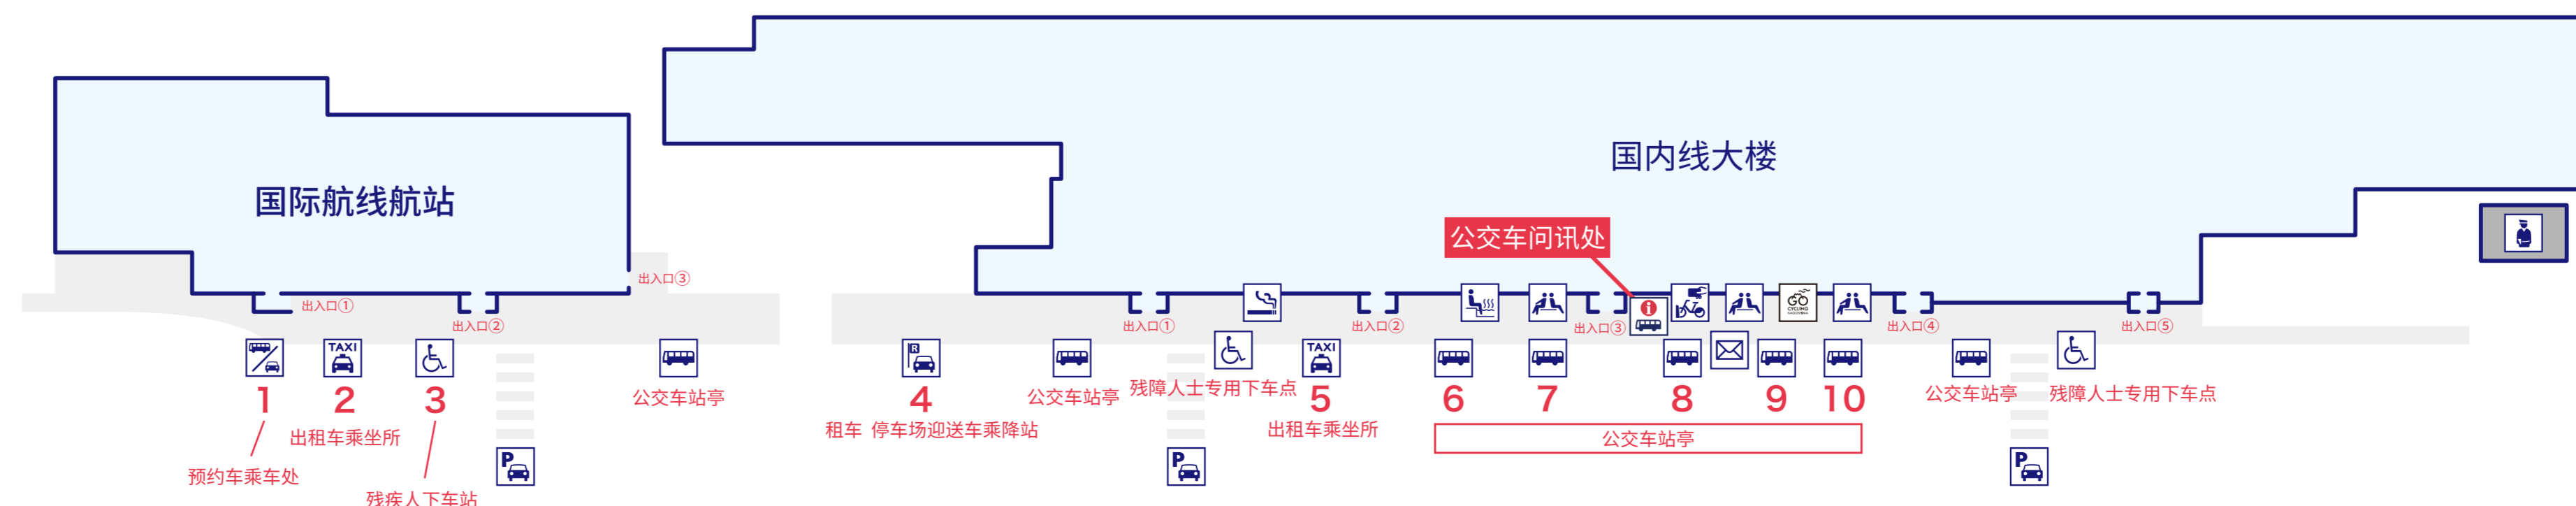 国际航线航站
国内线大楼
公交车问讯处
出入口③
出入口①
出入口②
出入口①
出入口②
出入口③
出入口④
出入口⑤
TAXI
R
TAXI
GO
CYCLING
1
2
3
公交车站亭
4
公交车站亭
残障人士专用下车点
5
6
7
8
9
10
公交车站亭
残障人士专用下车点
出租车乘坐所
租车 停车场迎送车乘降站
出租车乘坐所
公交车站亭
预约车乘车处
残疾人下车站
P
P
P